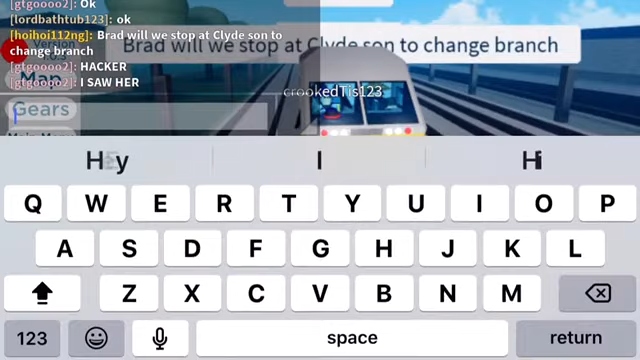 [gtgoooo2]: Ok
[lordbathtub123]: ok
[hoihoi112ng]: Brad will we stop at Clyde son to
change branch
[gtgoooo2]: HACKER
[gtgoooo2]: I SAW HER
Brad will we stop at Clyde son to change branch
crookedTis123
Map
Gears
I
Hi
Q W E R T Y U I O P
A S D F G H J K L
Z X C V B N M
123 space return